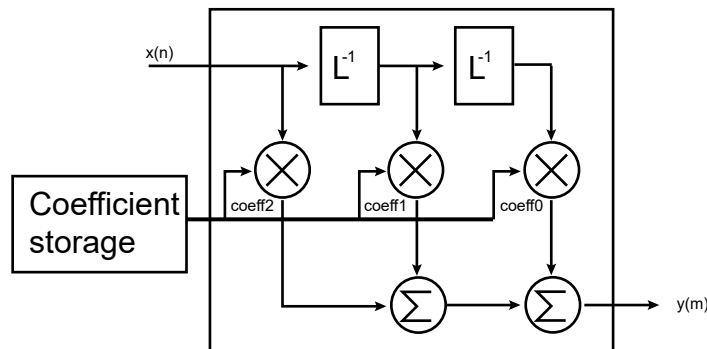 x(n)
L⁻¹
L⁻¹
Coefficient
storage
coeff2
coeff1
coeff0
Σ
Σ
y(m)